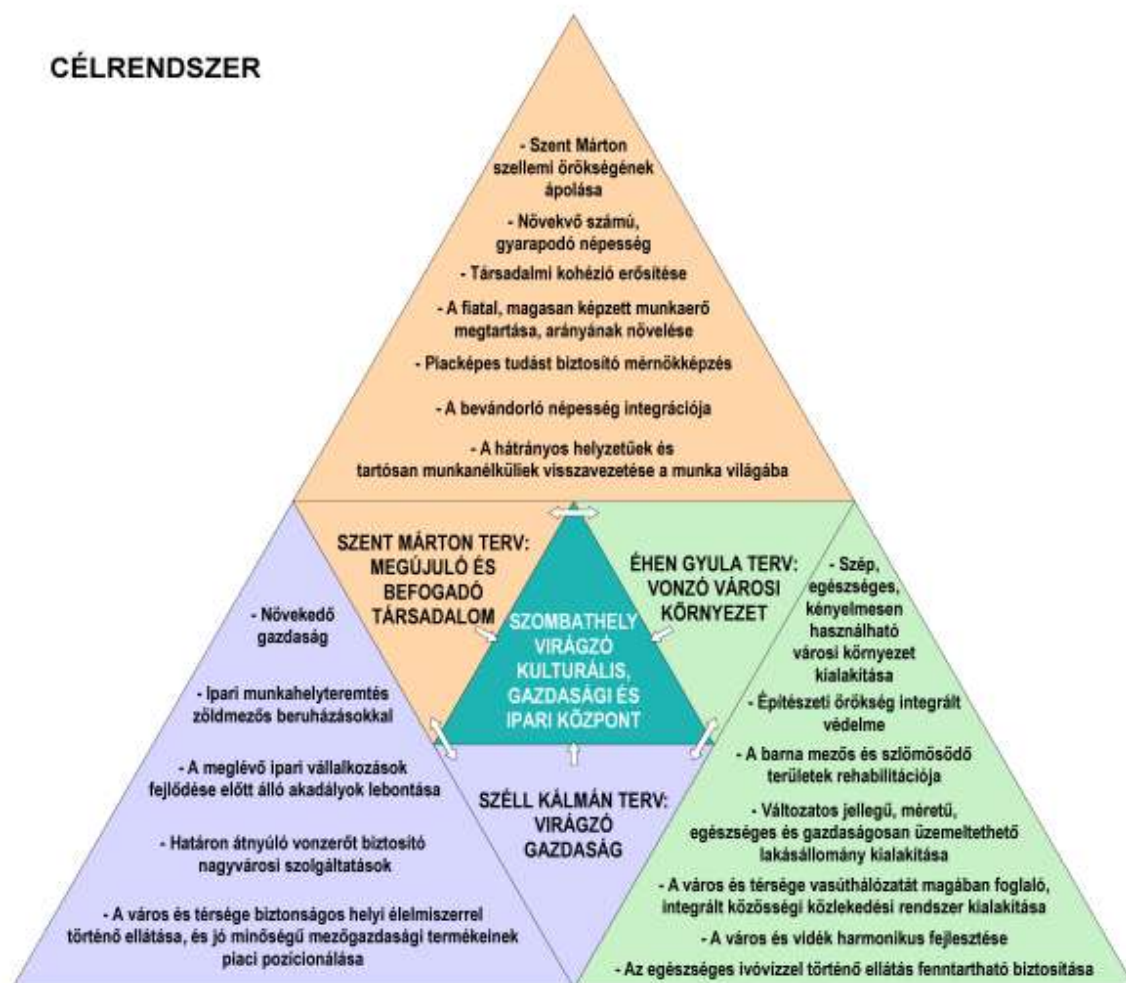 CÉLRENDSZER
- Szent Márton
szellemi örökségének
ápolása
- Növekvő számú,
gyarapodó népesség
- Társadalmi kohézió erősítése
- A fiatal, magasan képzett munkaerő
megtartása, arányának növelése
- Piacképes tudást biztosító mérnökképzés
- A bevándorló népesség integrációja
- A hátrányos helyzetűek és
tartósan munkanélküliek visszavezetése a munka világába
SZENT MÁRTON TERV:
MEGÚJULÓ ÉS
BEFOGADÓ
TÁRSADALOM
ÉHEN GYULA TERV:
VONZÓ VÁROSI
KÖRNYEZET
SZOMBATHELY
VIRÁGZÓ
KULTURÁLIS,
GAZDASÁGI ÉS
IPARI KÖZPONT
SZÉLL KÁLMÁN TERV:
VIRÁGZÓ
GAZDASÁG
- Növekedő
gazdaság
- Ipari munkahelyteremtés
zöldmezős beruházásokkal
- A meglévő ipari vállalkozások
fejlődése előtt álló akadályok lebontása
- Határon átnyúló vonzerőt biztosító
nagyvárosi szolgáltatások
- A város és térsége biztonságos helyi élelmiszerrel
történő ellátása, és jó minőségű mezőgazdasági termékeinek
piaci pozícionálása
- Szép,
egészséges,
kényelmesen
használható
városi környezet
kialakítása
- Építészeti örökség integrált
védelme
- A barna mezős és szlömösödő
területek rehabilitációja
- Változatos jellegű, méretű,
egészséges és gazdaságosan üzemeltethető
lakásállomány kialakítása
- A város és térsége vasúthálózatát magában foglaló,
integrált közösségi közlekedési rendszer kialakítása
- A város és vidék harmonikus fejlesztése
- Az egészséges ivóvízzel történő ellátás fenntartható biztosítása